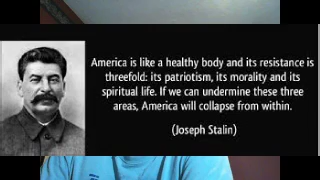 America is like a healthy body and its resistance is
threefold: its patriotism, its morality and its
spiritual life. If we can undermine these three
areas, America will collapse from within.
(Joseph Stalin)